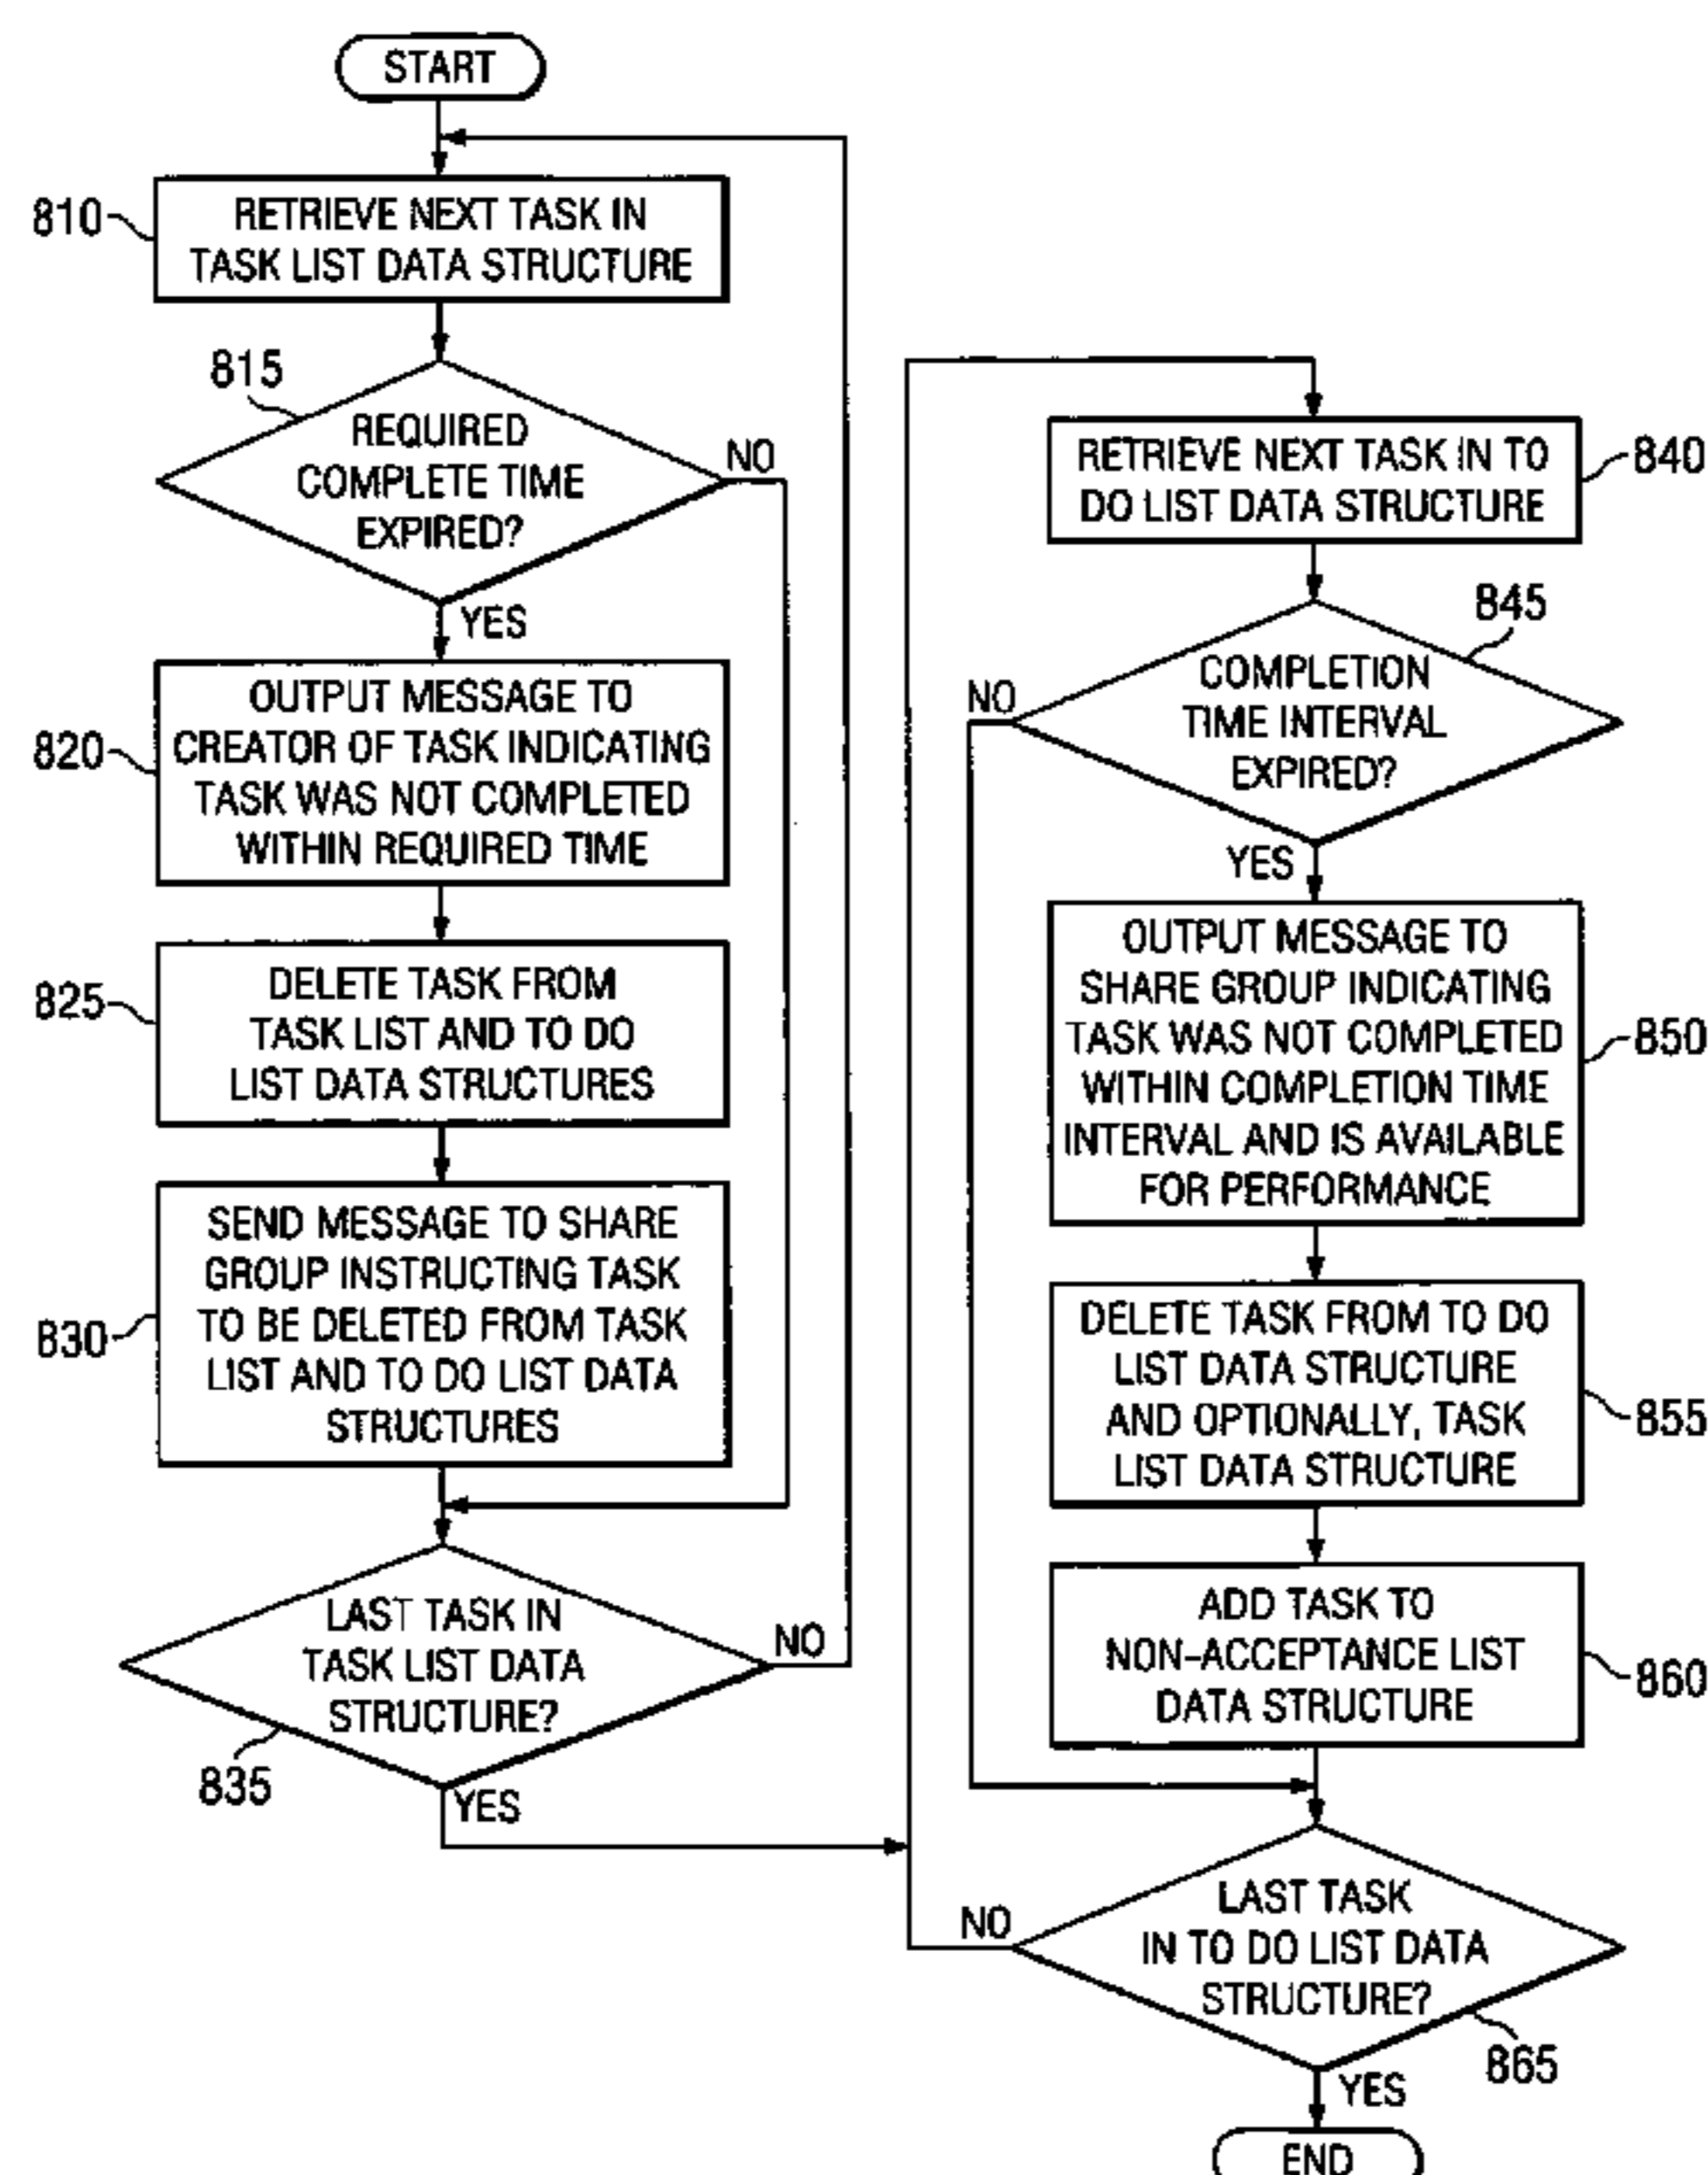 START
810
RETRIEVE NEXT TASK IN
TASK LIST DATA STRUCTURE
815
REQUIRED
COMPLETE TIME
EXPIRED?
NO
YES
820
OUTPUT MESSAGE TO
CREATOR OF TASK INDICATING
TASK WAS NOT COMPLETED
WITHIN REQUIRED TIME
825
DELETE TASK FROM
TASK LIST AND TO DO
LIST DATA STRUCTURES
830
SEND MESSAGE TO SHARE
GROUP INSTRUCTING TASK
TO BE DELETED FROM TASK
LIST AND TO DO LIST DATA
STRUCTURES
LAST TASK IN
TASK LIST DATA
STRUCTURE?
NO
835
YES
RETRIEVE NEXT TASK IN TO
DO LIST DATA STRUCTURE
840
845
COMPLETION
TIME INTERVAL
EXPIRED?
NO
YES
OUTPUT MESSAGE TO
SHARE GROUP INDICATING
TASK WAS NOT COMPLETED
WITHIN COMPLETION TIME
INTERVAL AND IS AVAILABLE
FOR PERFORMANCE
850
DELETE TASK FROM TO DO
LIST DATA STRUCTURE
AND OPTIONALLY, TASK
LIST DATA STRUCTURE
855
ADD TASK TO
NON-ACCEPTANCE LIST
DATA STRUCTURE
860
LAST TASK
IN TO DO LIST DATA
STRUCTURE?
NO
865
YES
END